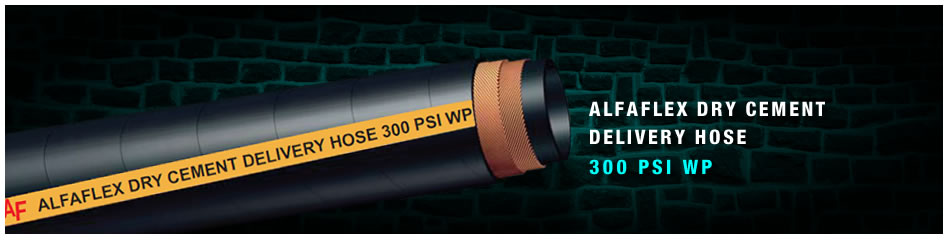 AF ALFAFLEX DRY CEMENT DELIVERY HOSE 300 PSI WP
ALFAFLEX DRY CEMENT
DELIVERY HOSE
300 PSI WP